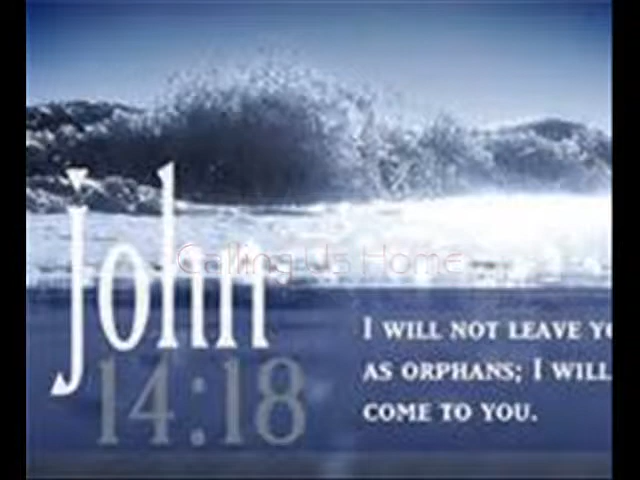 John
14:18
Calling Us Home
I WILL NOT LEAVE
AS ORPHANS; I WILL
COME TO YOU.